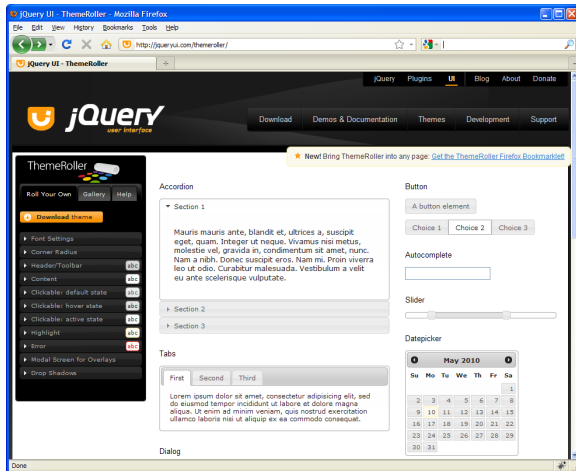 jQuery UI - ThemeRoller - Mozilla Firefox
File Edit View History Bookmarks Tools Help
http://jqueryui.com/themeroller/
jQuery UI - ThemeRoller
jQuery Plugins UI Blog About Donate
jQuery
user interface
Download Demos & Documentation Themes Development Support
New! Bring ThemeRoller into any page: Get the ThemeRoller Firefox Bookmarklet!
ThemeRoller
Roll Your Own Gallery Help
Download theme
Font Settings
Corner Radius
Header/Toolbar abc
Content abc
Clickable: default state abc
Clickable: hover state abc
Clickable: active state abc
Highlight abc
Error abc
Modal Screen for Overlays
Drop Shadows
Accordion
Section 1
Mauris mauris ante, blandit et, ultrices a, suscipit
eget, quam. Integer ut neque. Vivamus nisi metus,
molestie vel, gravida in, condimentum sit amet, nunc.
Nam a nibh. Donec suscipit eros. Nam mi. Proin viverra
leo ut odio. Curabitur malesuada. Vestibulum a velit
eu ante scelerisque vulputate.
Section 2
Section 3
Tabs
First Second Third
Lorem ipsum dolor sit amet, consectetur adipisicing elit, sed
do eiusmod tempor incididunt ut labore et dolore magna
aliqua. Ut enim ad minim veniam, quis nostrud exercitation
ullamco laboris nisi ut aliquip ex ea commodo consequat.
Dialog
Button
A button element
Choice 1 Choice 2 Choice 3
Autocomplete
Slider
Datepicker
May 2010
Su Mo Tu We Th Fr Sa
1
2 3 4 5 6 7 8
9 10 11 12 13 14 15
16 17 18 19 20 21 22
23 24 25 26 27 28 29
30 31
Done